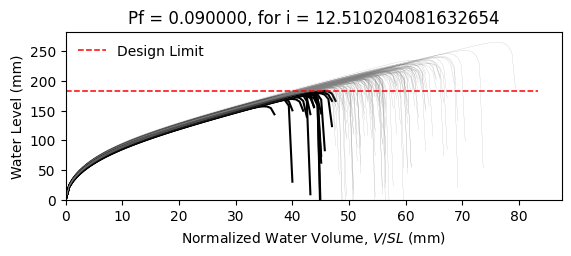 Pf = 0.090000, for i = 12.510204081632654
Design Limit
Water Level (mm)
250
200
150
100
50
0
0 10 20 30 40 50 60 70 80
Normalized Water Volume, V/SL (mm)